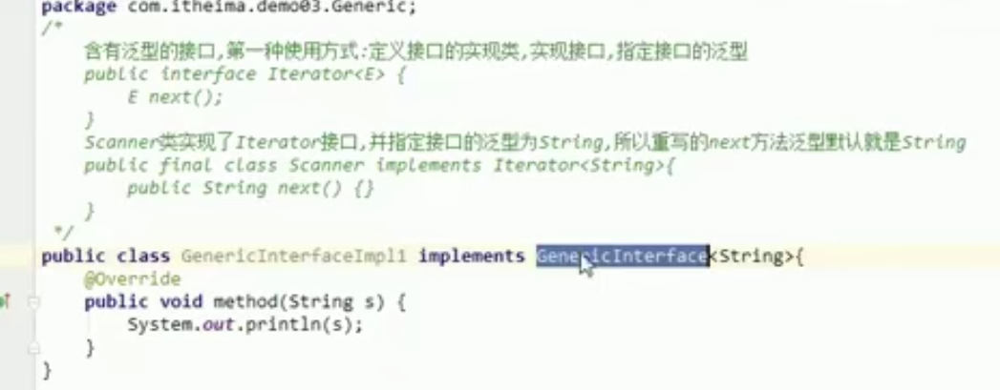 package com.itheima.demo03.Generic;
/*
含有泛型的接口,第一种使用方式:定义接口的实现类,实现接口,指定接口的泛型
public interface Iterator<E> {
E next();
}
Scanner类实现了Iterator接口,并指定接口的泛型为String,所以重写的next方法泛型默认就是String
public final class Scanner implements Iterator<String>{
public String next() {}
}
*/
public class GenericInterfaceImpl1 implements GenericInterface<String>{
@Override
public void method(String s) {
System.out.println(s);
}
}